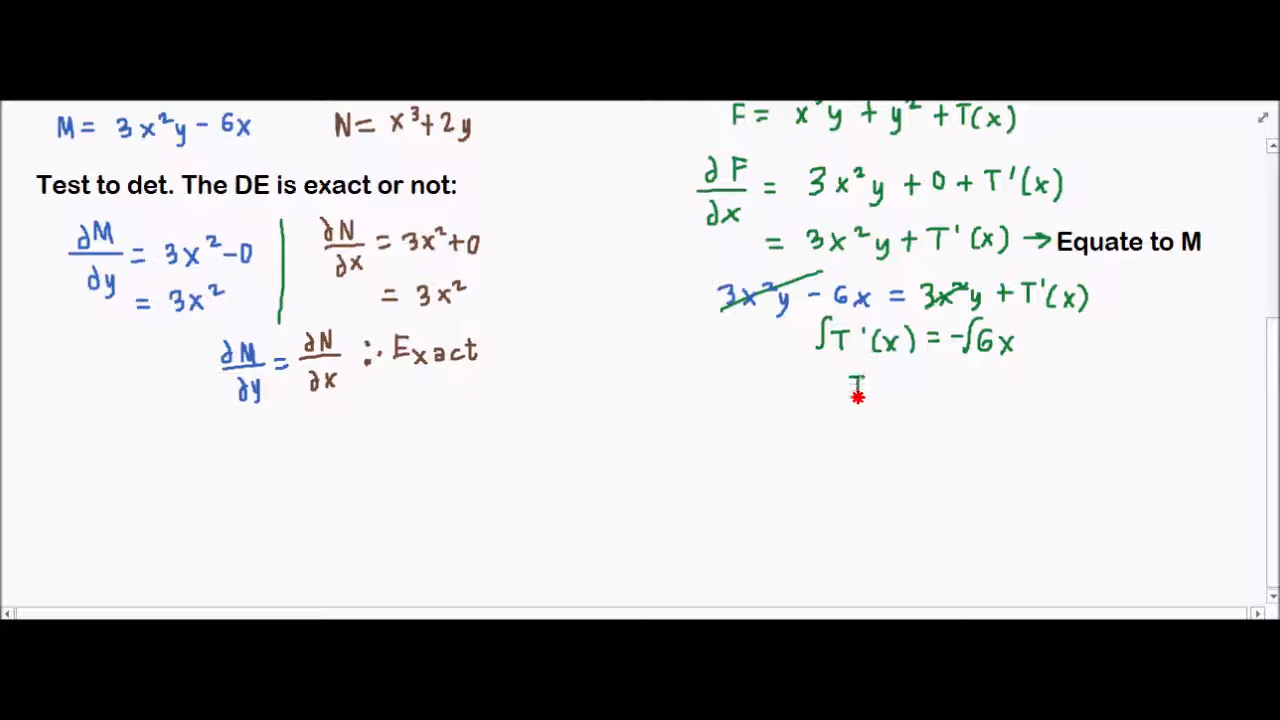 M = 3x²y - 6x
N = x³ + 2y
Test to det. The DE is exact or not:
∂M/∂y = 3x² - 0
= 3x²
∂N/∂x = 3x² + 0
= 3x²
∂M/∂y = ∂N/∂x ∴ Exact
F = x³y + y² + T(x)
∂F/∂x = 3x²y + 0 + T'(x)
= 3x²y + T'(x) → Equate to M
3x²y - 6x = 3x²y + T'(x)
∫T'(x) = -∫6x
T